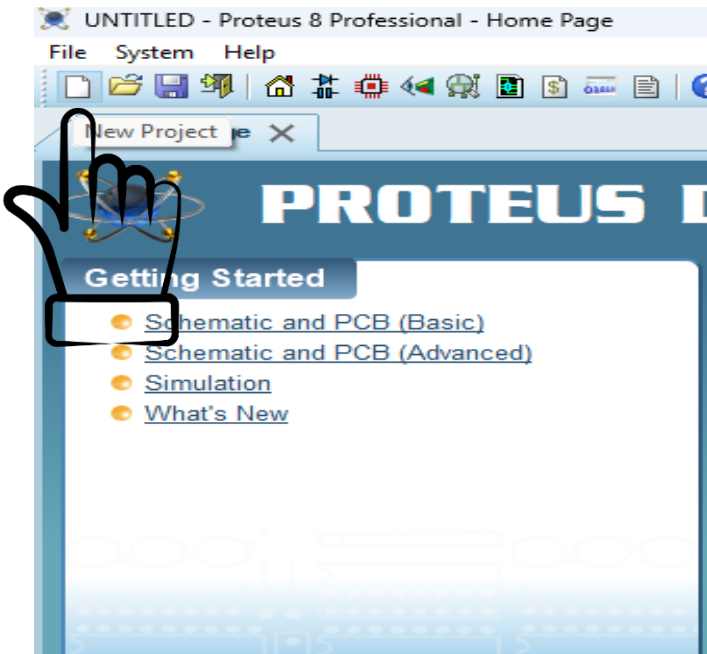 UNTITLED - Proteus 8 Professional - Home Page
File System Help
New Project
PROTEUS
Getting Started
Schematic and PCB (Basic)
Schematic and PCB (Advanced)
Simulation
What's New